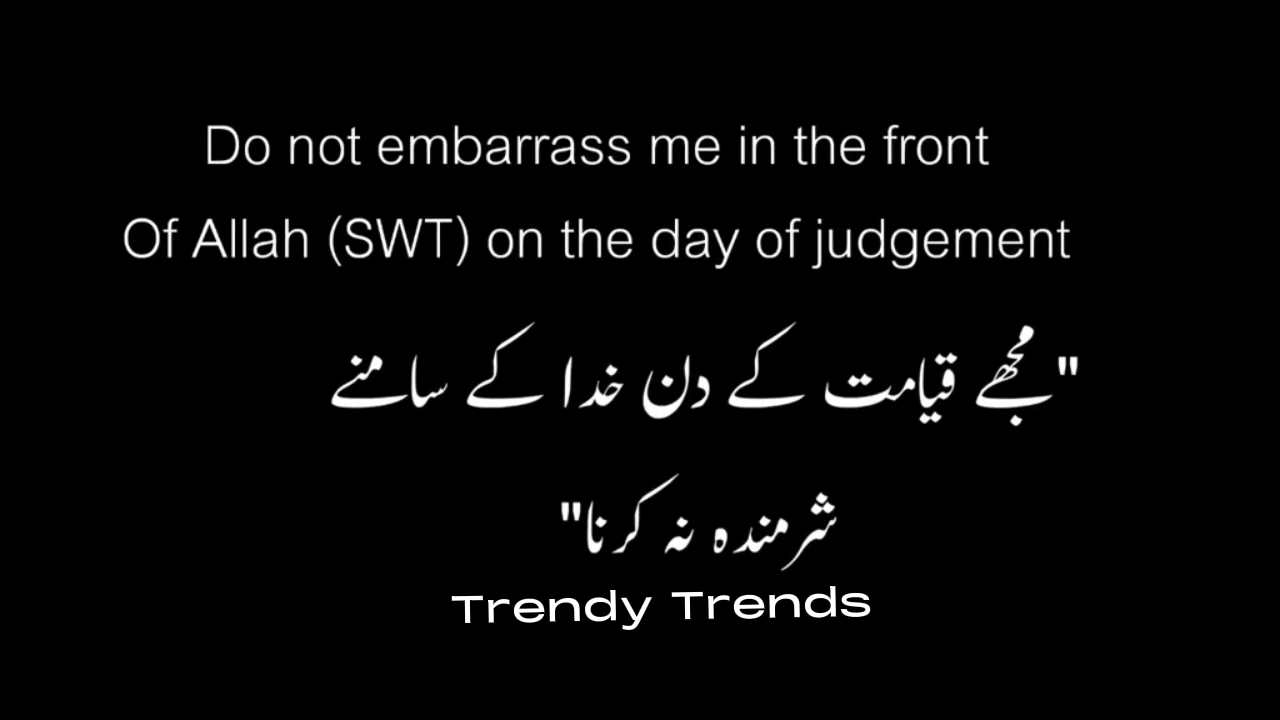 Do not embarrass me in the front
Of Allah (SWT) on the day of judgement
"مجھے قیامت کے دن خدا کے سامنے
شرمندہ نہ کرنا"
Trendy Trends